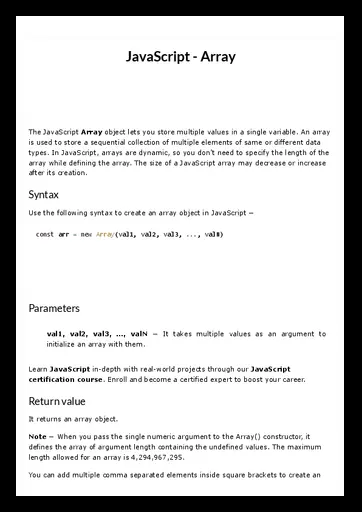 JavaScript - Array
The JavaScript Array object lets you store multiple values in a single variable. An array
is used to store a sequential collection of multiple elements of same or different data
types. In JavaScript, arrays are dynamic, so you don't need to specify the length of the
array while defining the array. The size of a JavaScript array may decrease or increase
after its creation.
Syntax
Use the following syntax to create an array object in JavaScript −
const arr = new Array(val1, val2, val3, ..., valN)
Parameters
val1, val2, val3, ..., valN − It takes multiple values as an argument to
initialize an array with them.
Learn JavaScript in-depth with real-world projects through our JavaScript
certification course. Enroll and become a certified expert to boost your career.
Return value
It returns an array object.
Note − When you pass the single numeric argument to the Array() constructor, it
defines the array of argument length containing the undefined values. The maximum
length allowed for an array is 4,294,967,295.
You can add multiple comma separated elements inside square brackets to create an